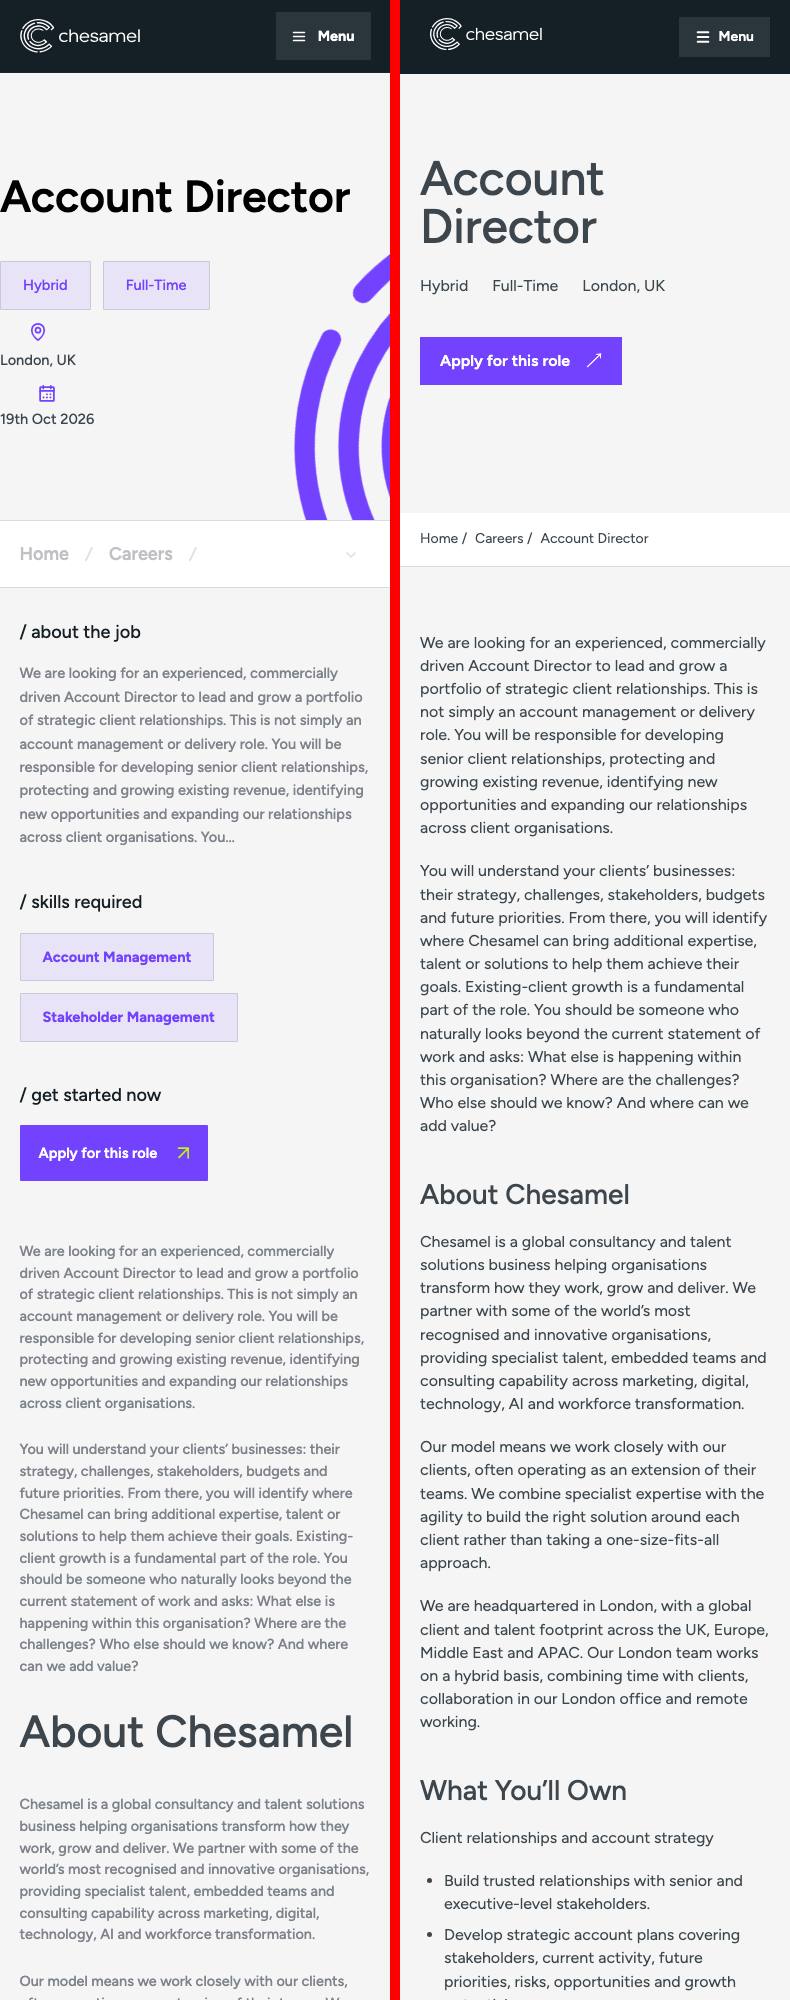 chesamel
Menu
Account Director
Hybrid
Full-Time
London, UK
19th Oct 2026
Home / Careers /
/ about the job
We are looking for an experienced, commercially
driven Account Director to lead and grow a portfolio
of strategic client relationships. This is not simply an
account management or delivery role. You will be
responsible for developing senior client relationships,
protecting and growing existing revenue, identifying
new opportunities and expanding our relationships
across client organisations. You...
/ skills required
Account Management
Stakeholder Management
/ get started now
Apply for this role
We are looking for an experienced, commercially
driven Account Director to lead and grow a portfolio
of strategic client relationships. This is not simply an
account management or delivery role. You will be
responsible for developing senior client relationships,
protecting and growing existing revenue, identifying
new opportunities and expanding our relationships
across client organisations.
You will understand your clients’ businesses: their
strategy, challenges, stakeholders, budgets and
future priorities. From there, you will identify where
Chesamel can bring additional expertise, talent or
solutions to help them achieve their goals. Existing-
client growth is a fundamental part of the role. You
should be someone who naturally looks beyond the
current statement of work and asks: What else is
happening within this organisation? Where are the
challenges? Who else should we know? And where
can we add value?
About Chesamel
Chesamel is a global consultancy and talent solutions
business helping organisations transform how they
work, grow and deliver. We partner with some of the
world’s most recognised and innovative organisations,
providing specialist talent, embedded teams and
consulting capability across marketing, digital,
technology, AI and workforce transformation.
Our model means we work closely with our clients,
chesamel
Menu
Account
Director
Hybrid Full-Time London, UK
Apply for this role
Home / Careers / Account Director
We are looking for an experienced, commercially
driven Account Director to lead and grow a
portfolio of strategic client relationships. This is
not simply an account management or delivery
role. You will be responsible for developing
senior client relationships, protecting and
growing existing revenue, identifying new
opportunities and expanding our relationships
across client organisations.
You will understand your clients’ businesses:
their strategy, challenges, stakeholders, budgets
and future priorities. From there, you will identify
where Chesamel can bring additional expertise,
talent or solutions to help them achieve their
goals. Existing-client growth is a fundamental
part of the role. You should be someone who
naturally looks beyond the current statement of
work and asks: What else is happening within
this organisation? Where are the challenges?
Who else should we know? And where can we
add value?
About Chesamel
Chesamel is a global consultancy and talent
solutions business helping organisations
transform how they work, grow and deliver. We
partner with some of the world’s most
recognised and innovative organisations,
providing specialist talent, embedded teams and
consulting capability across marketing, digital,
technology, AI and workforce transformation.
Our model means we work closely with our
clients, often operating as an extension of their
teams. We combine specialist expertise with the
agility to build the right solution around each
client rather than taking a one-size-fits-all
approach.
We are headquartered in London, with a global
client and talent footprint across the UK, Europe,
Middle East and APAC. Our London team works
on a hybrid basis, combining time with clients,
collaboration in our London office and remote
working.
What You’ll Own
Client relationships and account strategy
• Build trusted relationships with senior and
executive-level stakeholders.
• Develop strategic account plans covering
stakeholders, current activity, future
priorities, risks, opportunities and growth